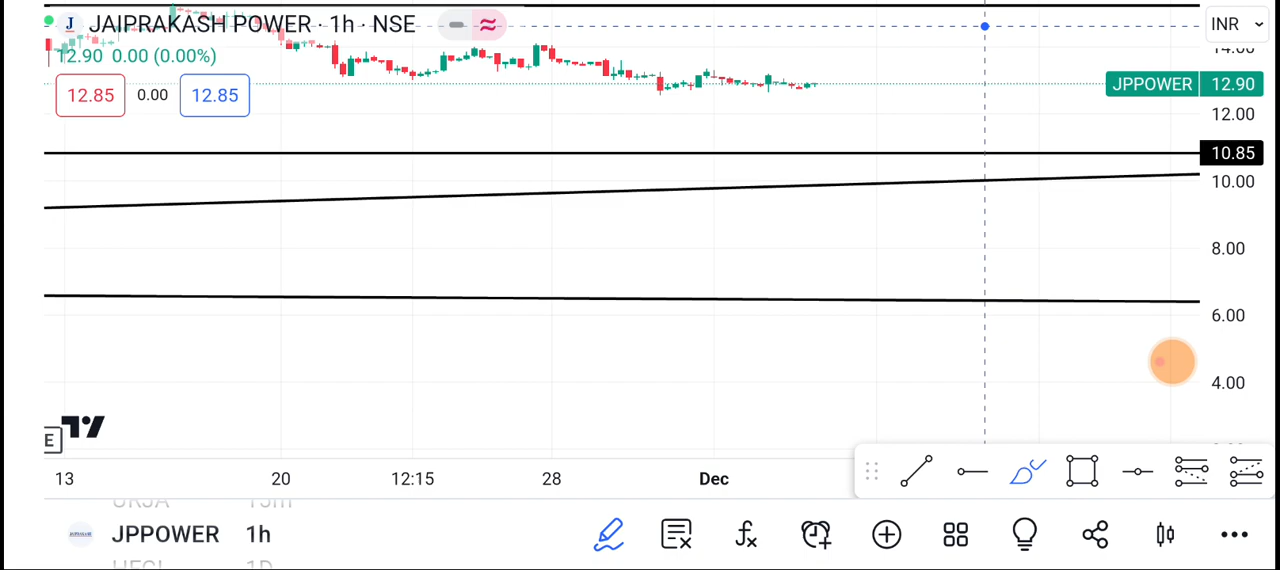 J JAIPRAKASH POWER · 1h · NSE
INR
14.00
12.90 0.00 (0.00%)
JPPOWER 12.90
12.85 0.00 12.85
12.00
10.85
10.00
8.00
6.00
4.00
E
13 20 12:15 28 Dec
JPPOWER 1h